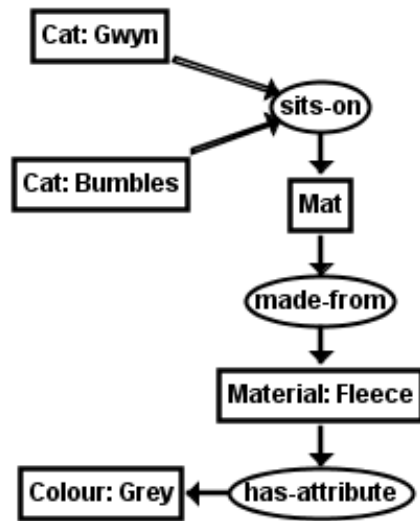 Cat: Gwyn
sits-on
Cat: Bumbles
Mat
made-from
Material: Fleece
Colour: Grey
has-attribute